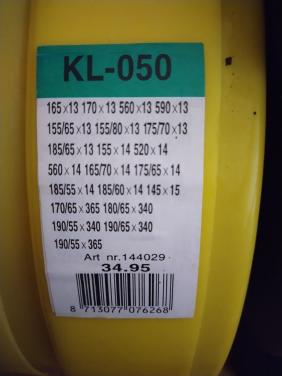 KL-050
165 x 13 170 x 13 560 x 13 590 x 13
155/65 x 13 155/80 x 13 175/70 x 13
185/65 x 13 155 x 14 520 x 14
560 x 14 165/70 x 14 175/65 x 14
185/55 x 14 185/60 x 14 145 x 15
170/65 x 365 180/65 x 340
190/55 x 340 190/65 x 340
190/55 x 365
Art nr.144029
34.95
8 713077 076268